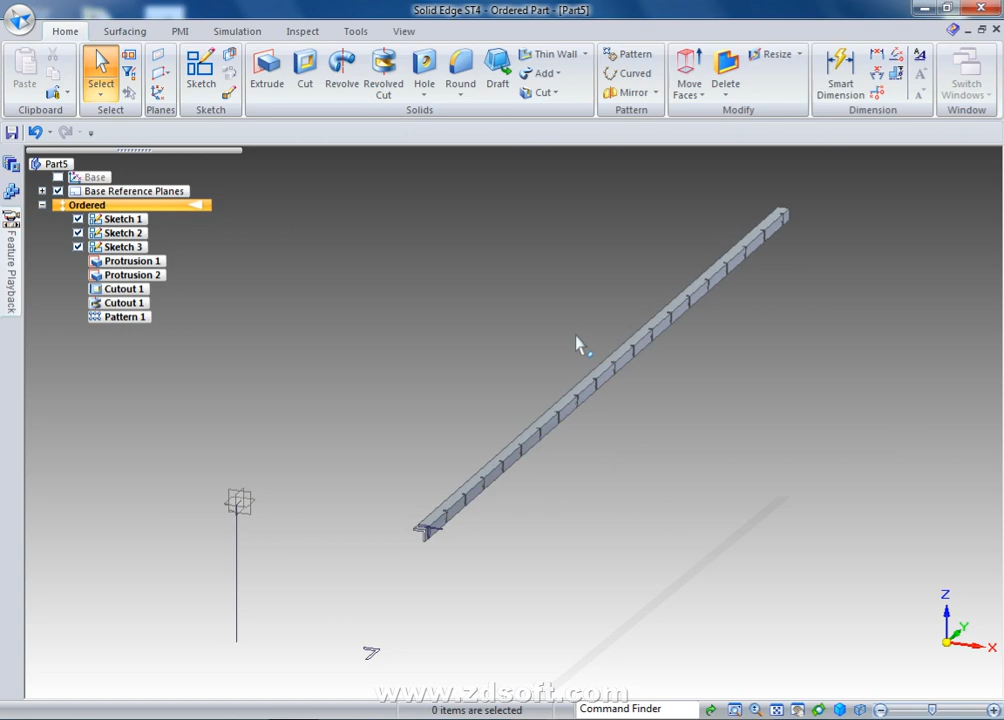 Solid Edge ST4 - Ordered Part - [Part5]
Home Surfacing PMI Simulation Inspect Tools View
Paste Select Sketch Extrude Cut Revolve Revolved Cut Hole Round Draft Thin Wall Add Cut Pattern Curved Mirror Move Faces Delete Resize Smart Dimension Switch Windows
Clipboard Select Planes Sketch Solids Pattern Modify Dimension Window
Part5
Base
Base Reference Planes
Ordered
Sketch 1
Sketch 2
Sketch 3
Protrusion 1
Protrusion 2
Cutout 1
Cutout 1
Pattern 1
Feature Playback
Z
Y
X
www.zdsoft.com
0 items are selected Command Finder